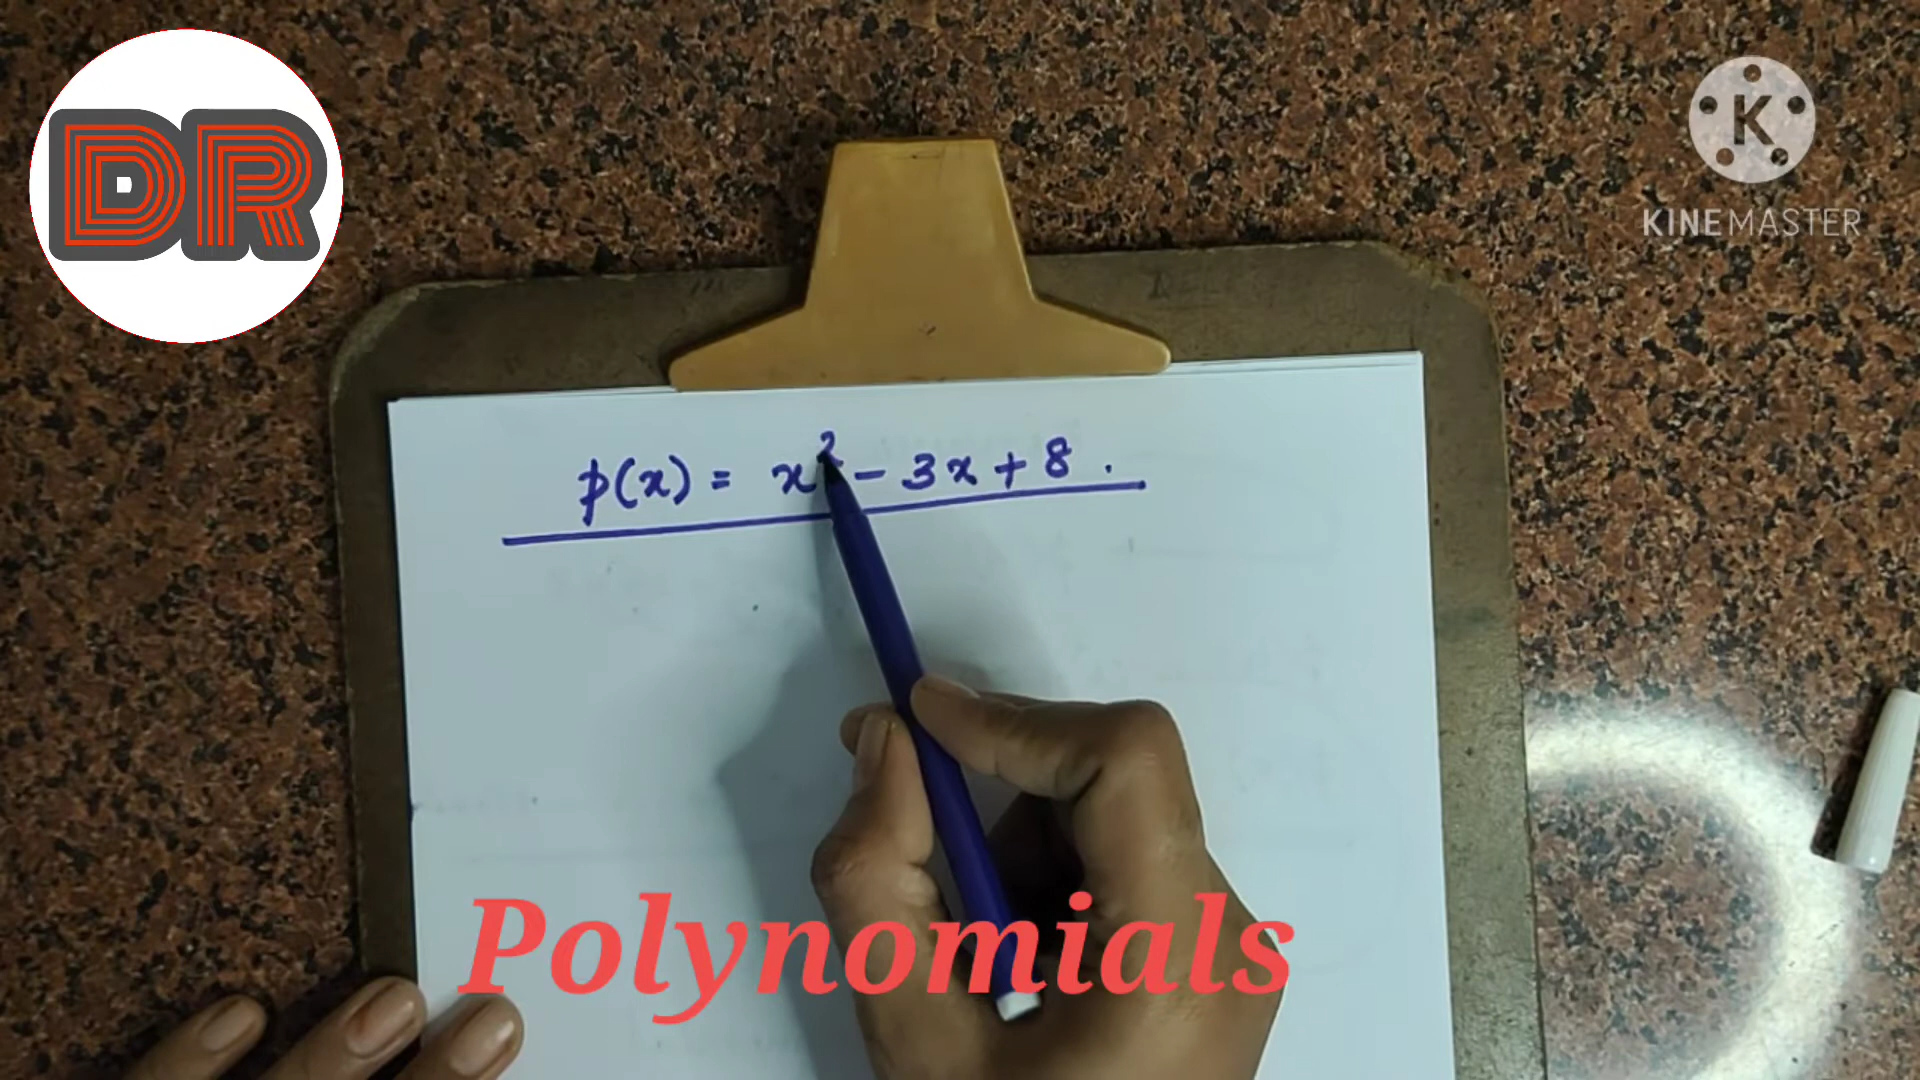 DR
K
KINEMASTER
p(x) = x² - 3x + 8 .
Polynomials